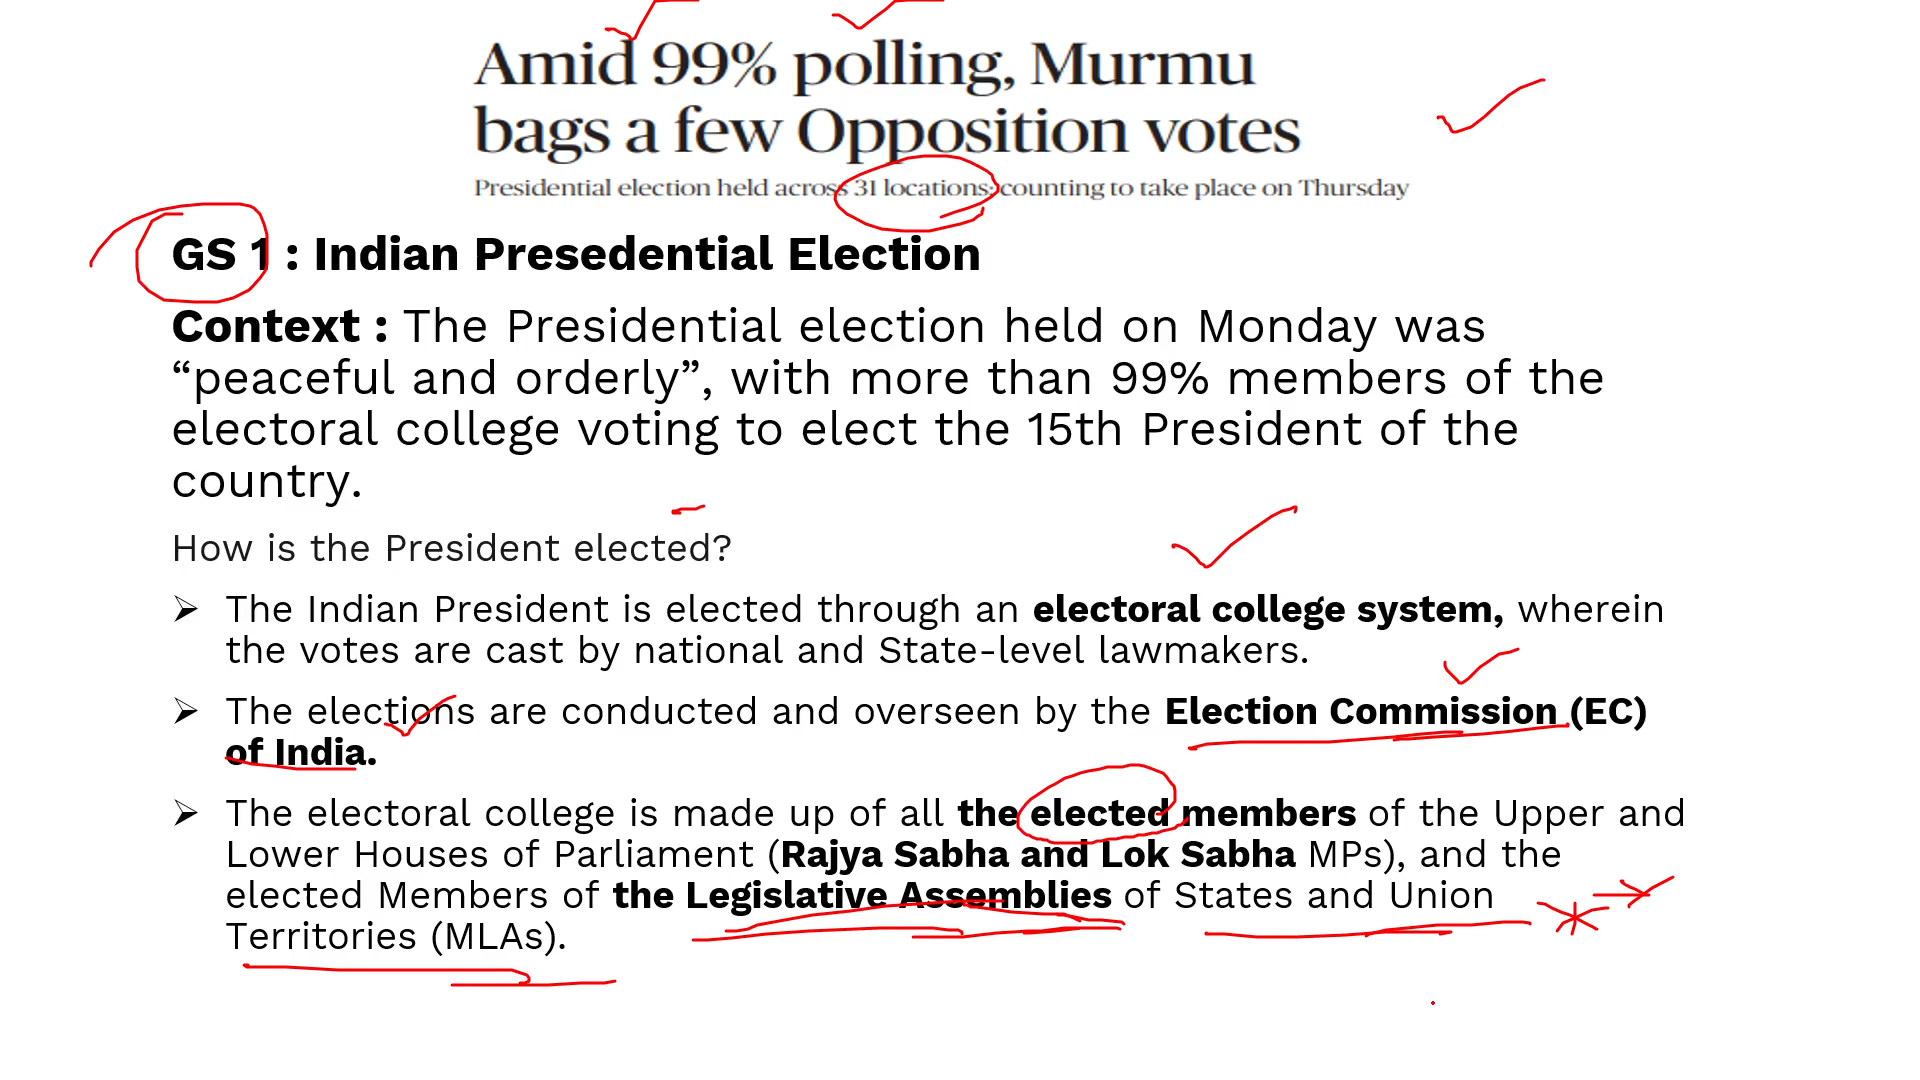 Amid 99% polling, Murmu
bags a few Opposition votes
Presidential election held across 31 locations; counting to take place on Thursday
GS 1 : Indian Presedential Election
Context : The Presidential election held on Monday was
“peaceful and orderly”, with more than 99% members of the
electoral college voting to elect the 15th President of the
country.
How is the President elected?
➢ The Indian President is elected through an electoral college system, wherein
the votes are cast by national and State-level lawmakers.
➢ The elections are conducted and overseen by the Election Commission (EC)
of India.
➢ The electoral college is made up of all the elected members of the Upper and
Lower Houses of Parliament (Rajya Sabha and Lok Sabha MPs), and the
elected Members of the Legislative Assemblies of States and Union
Territories (MLAs).